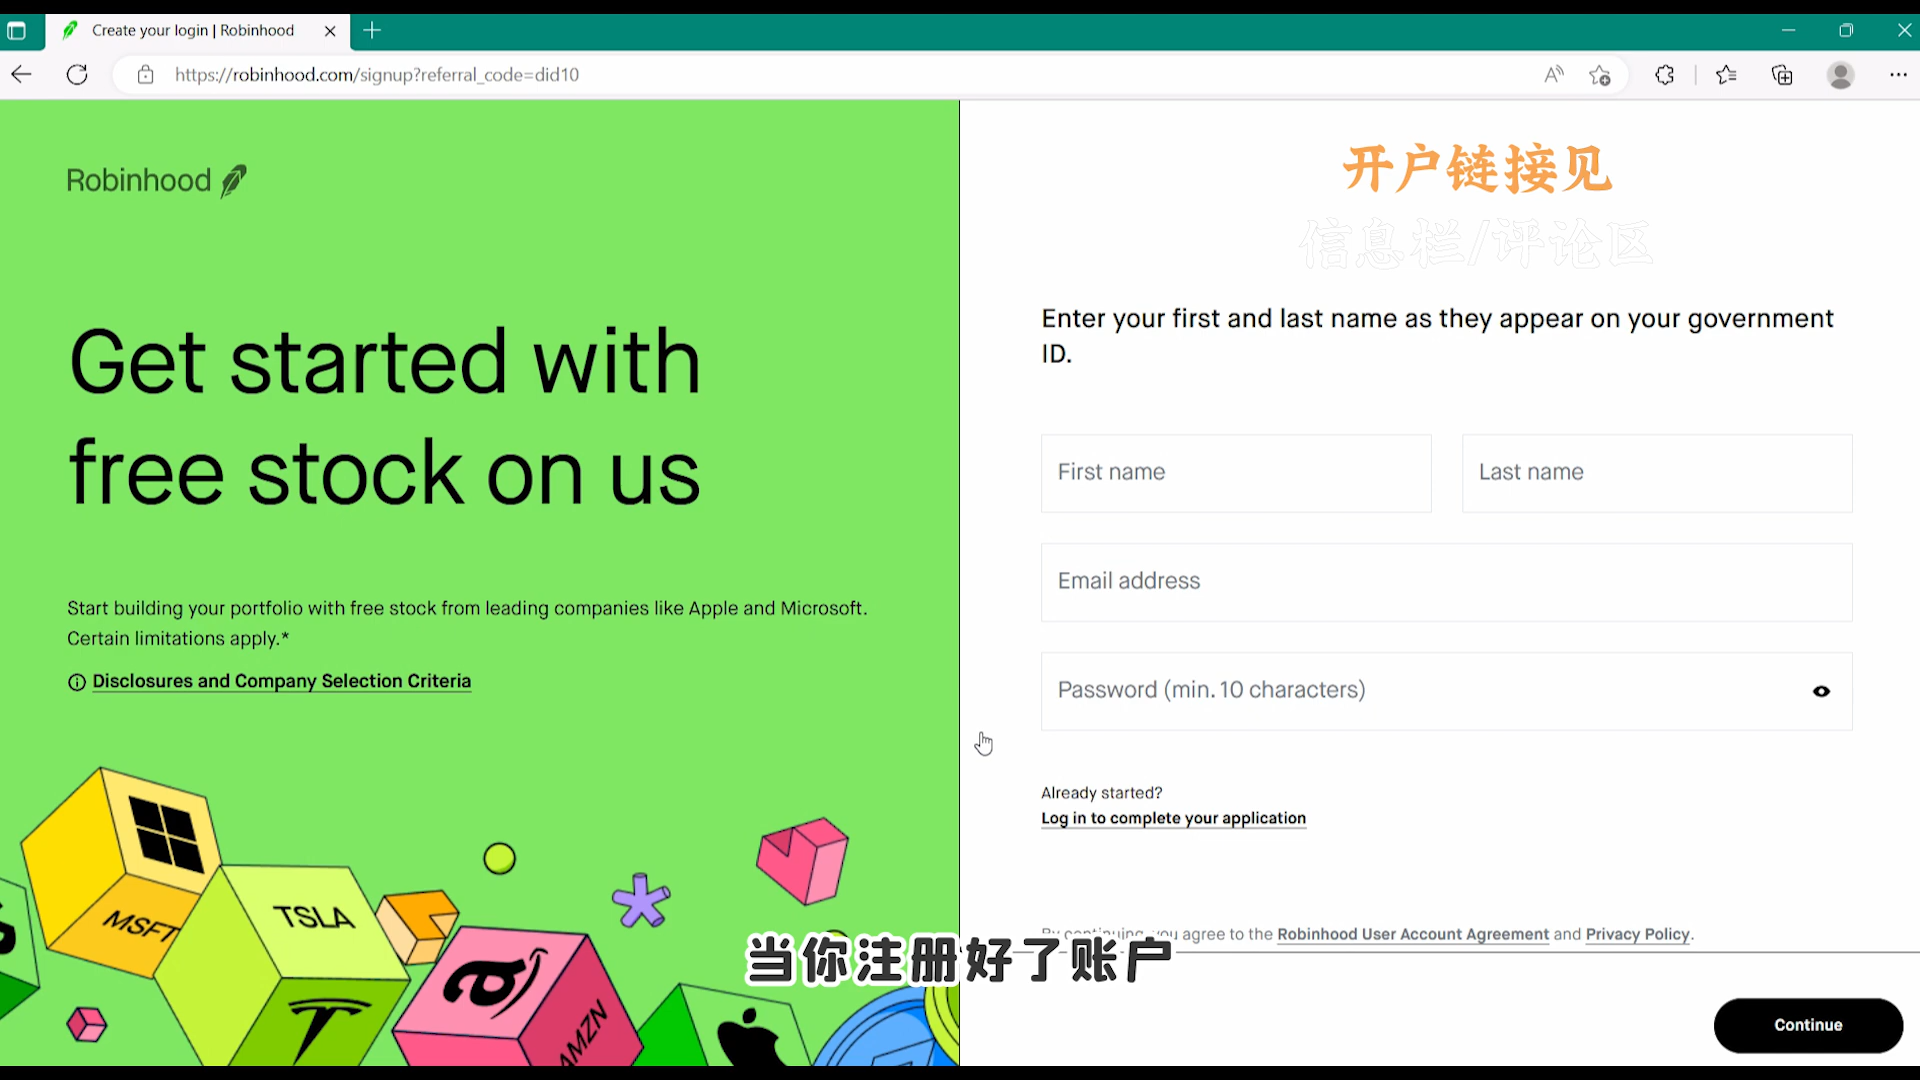 Create your login | Robinhood
https://robinhood.com/signup?referral_code=did10
Robinhood
Get started with
free stock on us
Start building your portfolio with free stock from leading companies like Apple and Microsoft.
Certain limitations apply.*
Disclosures and Company Selection Criteria
MSFT
TSLA
AMZN
开户链接见
信息栏/评论区
Enter your first and last name as they appear on your government
ID.
First name
Last name
Email address
Password (min. 10 characters)
Already started?
Log in to complete your application
By continuing, you agree to the Robinhood User Account Agreement and Privacy Policy.
当你注册好了账户
Continue